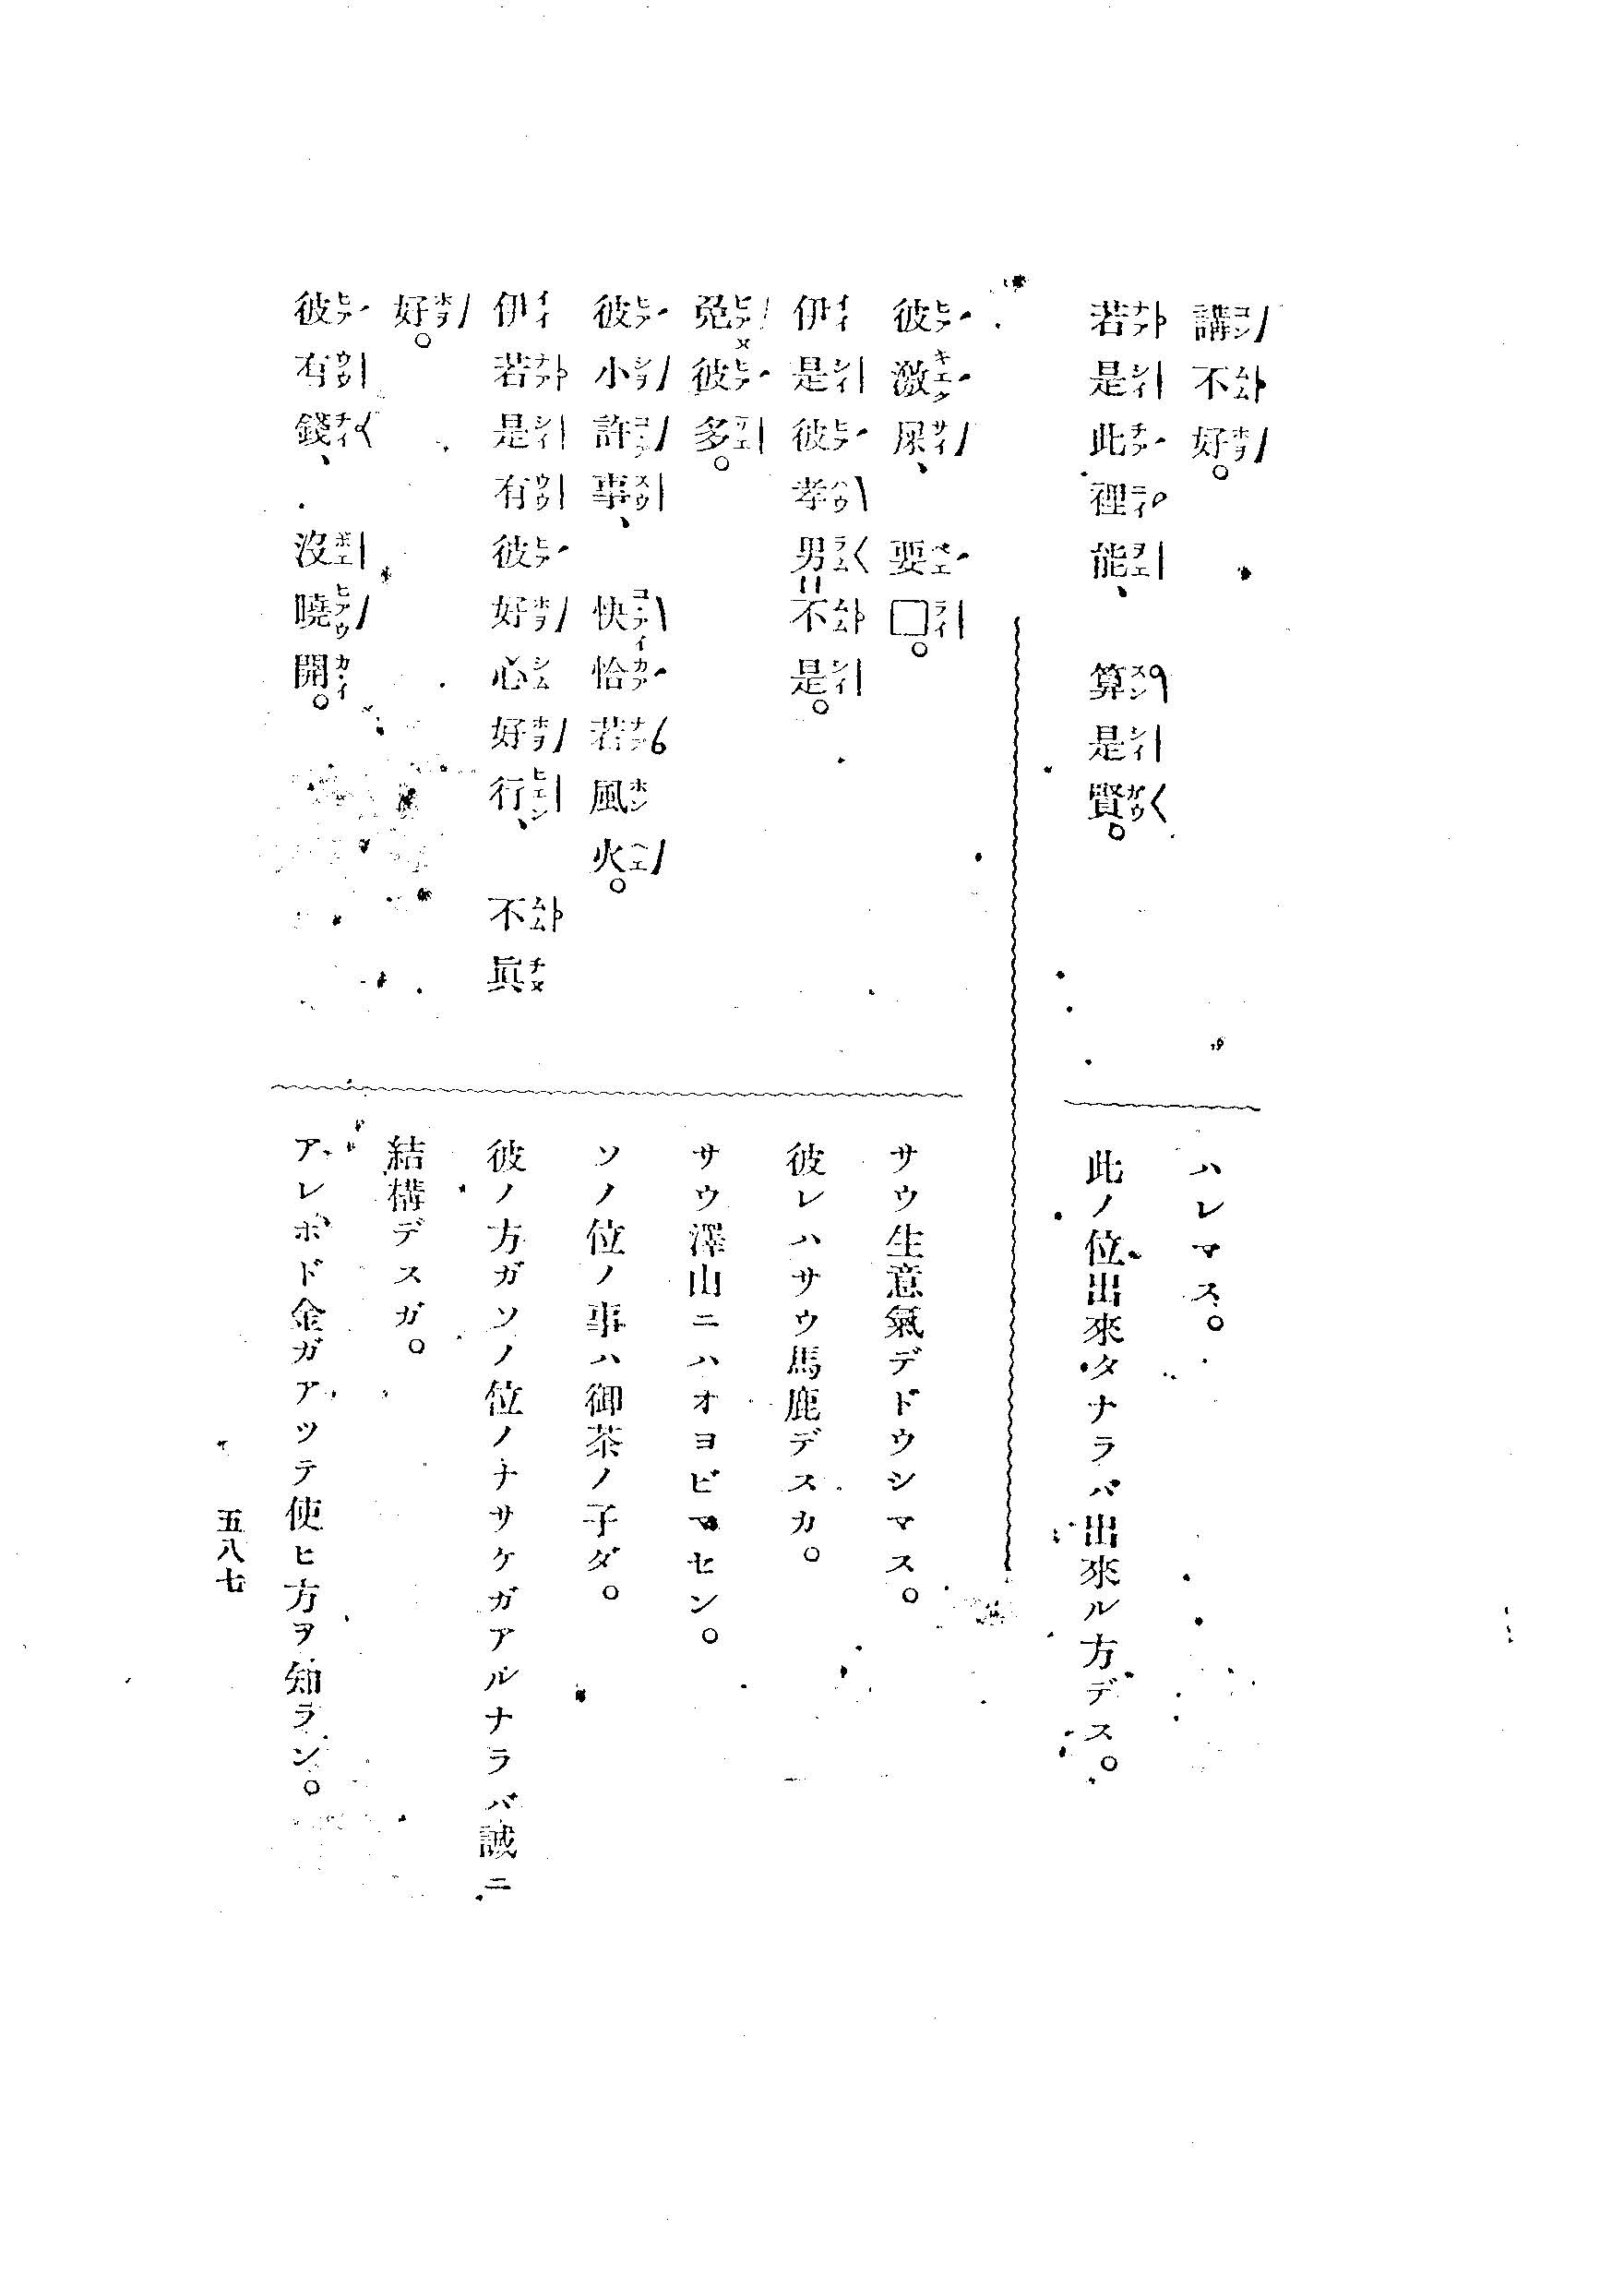 講不好。
ハレマス。
若是此裡能、算是賢。
此ノ位出來タナラバ出來ル方デス。
彼激屎、要□。
サウ生意氣デドウシマス。
伊是彼孝男=不是。
彼レハサウ馬鹿デスカ。
免彼多。
サウ澤山ニハオヨビマセン。
彼小許事、快恰若風火。
ソノ位ノ事ハ御茶ノ子ダ。
伊若是有彼好心好行、不眞
彼ノ方ガソノ位ノナサケガアルナラバ誠ニ
好。
結構デスガ。
彼有錢、沒曉開。
アレホド金ガアツテ使ヒ方ヲ知ラン。
五八七